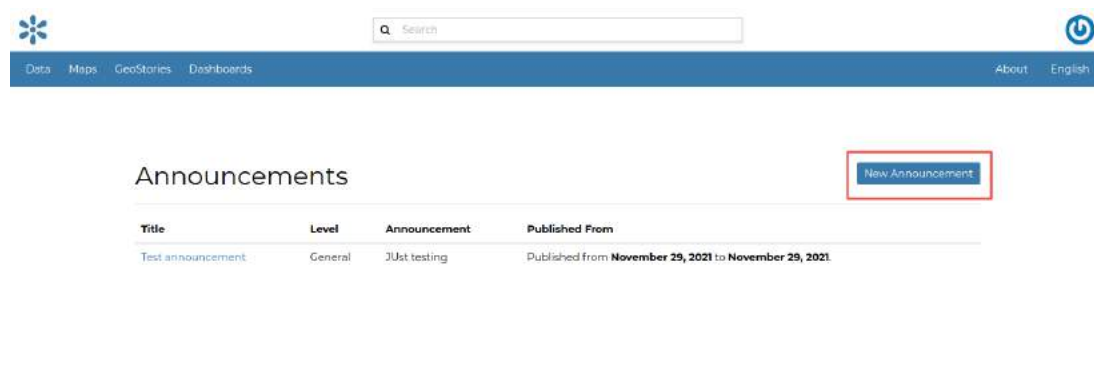 Search
Data Maps GeoStories Dashboards About English
Announcements New Announcement
Title Level Announcement Published From
Test announcement General JUst testing Published from November 29, 2021 to November 29, 2021.